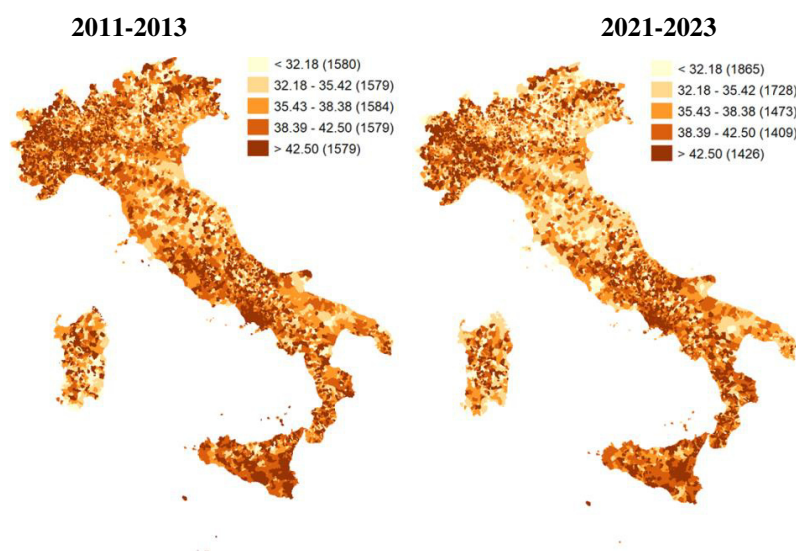 2011-2013
< 32.18 (1580)
32.18 - 35.42 (1579)
35.43 - 38.38 (1584)
38.39 - 42.50 (1579)
> 42.50 (1579)
2021-2023
< 32.18 (1865)
32.18 - 35.42 (1728)
35.43 - 38.38 (1473)
38.39 - 42.50 (1409)
> 42.50 (1426)